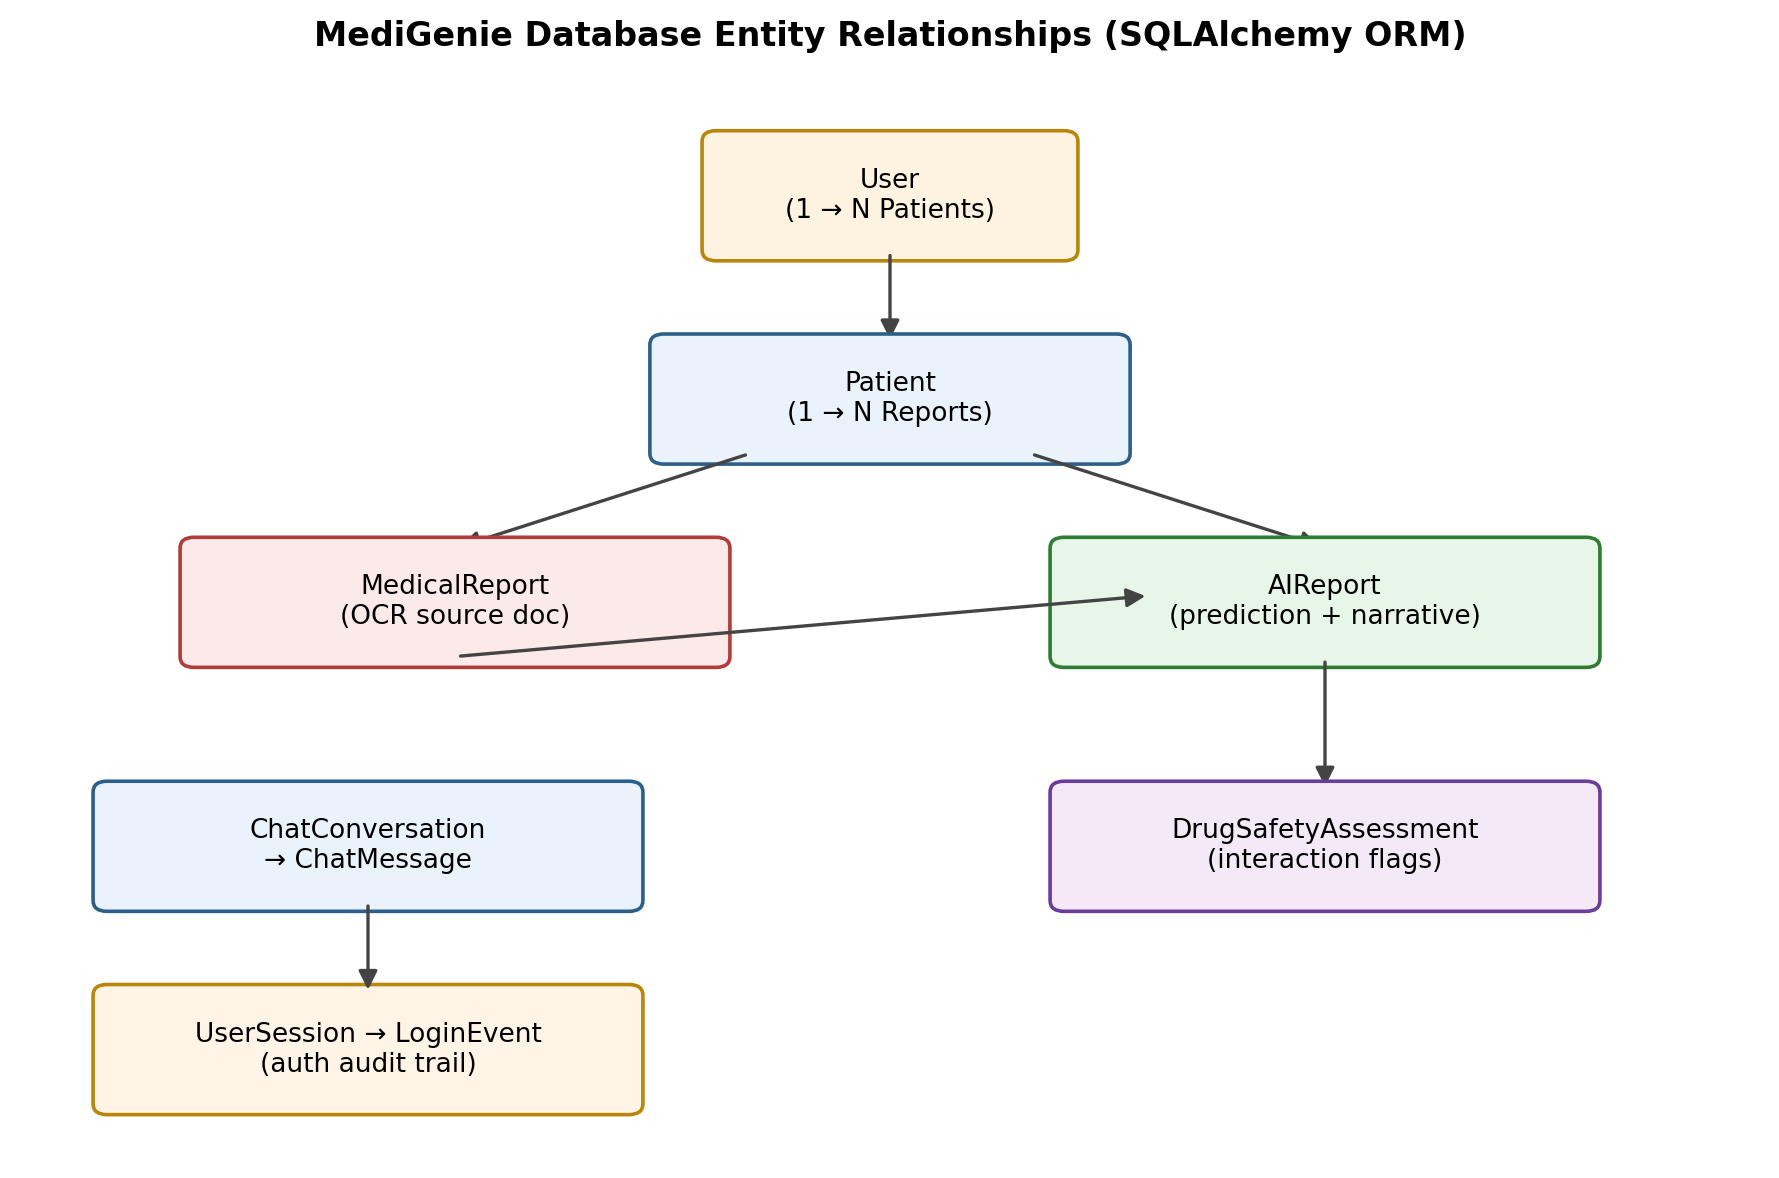 MediGenie Database Entity Relationships (SQLAlchemy ORM)
User
(1 → N Patients)
Patient
(1 → N Reports)
MedicalReport
(OCR source doc)
AIReport
(prediction + narrative)
ChatConversation
→ ChatMessage
DrugSafetyAssessment
(interaction flags)
UserSession → LoginEvent
(auth audit trail)